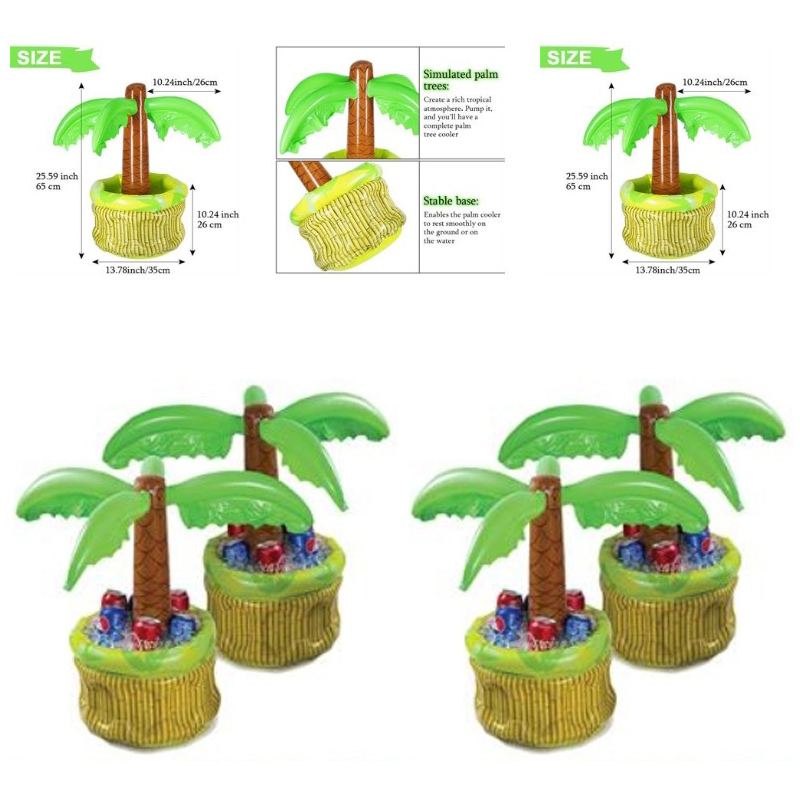 SIZE
10.24inch/26cm
25.59 inch
65 cm
10.24 inch
26 cm
13.78inch/35cm
Simulated palm
trees:
Create a rich tropical
atmosphere. Pump it,
and you'll have a
complete palm
tree cooler
Stable base:
Enables the palm cooler
to rest smoothly on
the ground or on
the water
SIZE
10.24inch/26cm
25.59 inch
65 cm
10.24 inch
26 cm
13.78inch/35cm